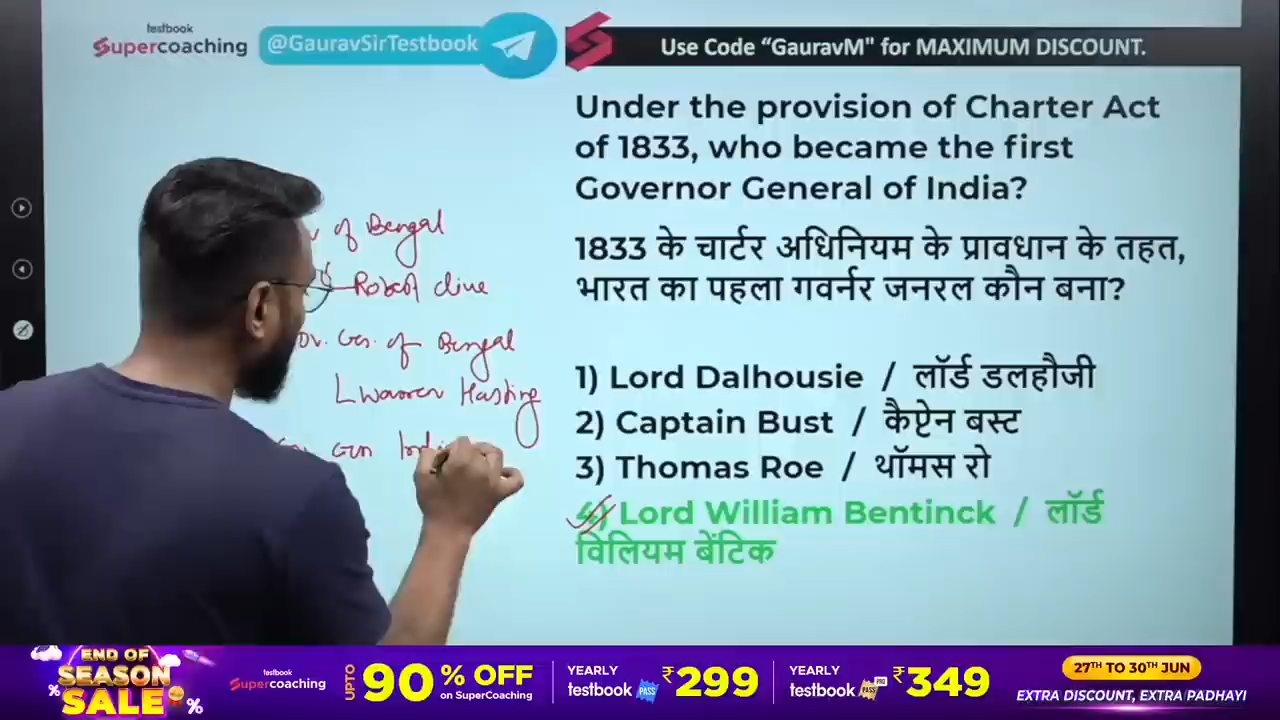 testbook
Supercoaching
@GauravSirTestbook
Use Code “GauravM" for MAXIMUM DISCOUNT.
Under the provision of Charter Act
of 1833, who became the first
Governor General of India?
1833 के चार्टर अधिनियम के प्रावधान के तहत,
भारत का पहला गवर्नर जनरल कौन बना?
1) Lord Dalhousie / लॉर्ड डलहौजी
2) Captain Bust / कैप्टेन बस्ट
3) Thomas Roe / थॉमस रो
4) Lord William Bentinck / लॉर्ड
विलियम बेंटिक
of Bengal
Robert Clive
Gen. of Bengal
Warren Hasting
Gen
END OF
SEASON
SALE
%
%
testbook
Supercoaching
UPTO 90% OFF
on SuperCoaching
YEARLY
testbook PASS ₹299
YEARLY
testbook PASS PRO ₹349
27TH TO 30TH JUN
EXTRA DISCOUNT, EXTRA PADHAYI